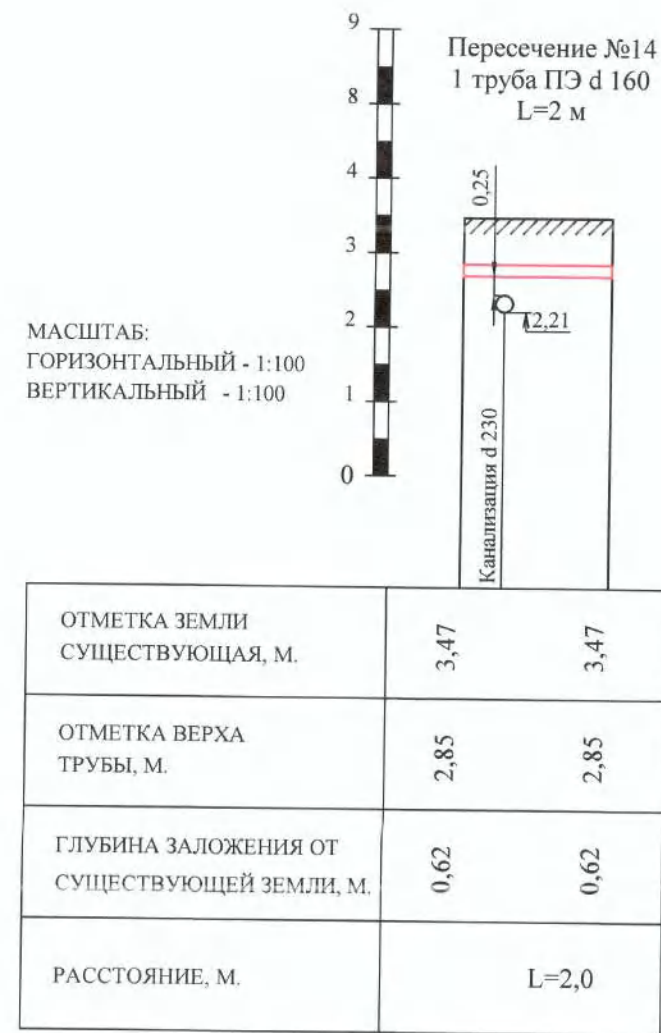 9
8
4
3
2
1
0
Пересечение №14
1 труба ПЭ d 160
L=2 м
0,25
2,21
Канализация d 230
МАСШТАБ:
ГОРИЗОНТАЛЬНЫЙ - 1:100
ВЕРТИКАЛЬНЫЙ - 1:100
ОТМЕТКА ЗЕМЛИ
СУЩЕСТВУЮЩАЯ, М.
3,47
3,47
ОТМЕТКА ВЕРХА
ТРУБЫ, М.
2,85
2,85
ГЛУБИНА ЗАЛОЖЕНИЯ ОТ
СУЩЕСТВУЮЩЕЙ ЗЕМЛИ, М.
0,62
0,62
РАССТОЯНИЕ, М.
L=2,0